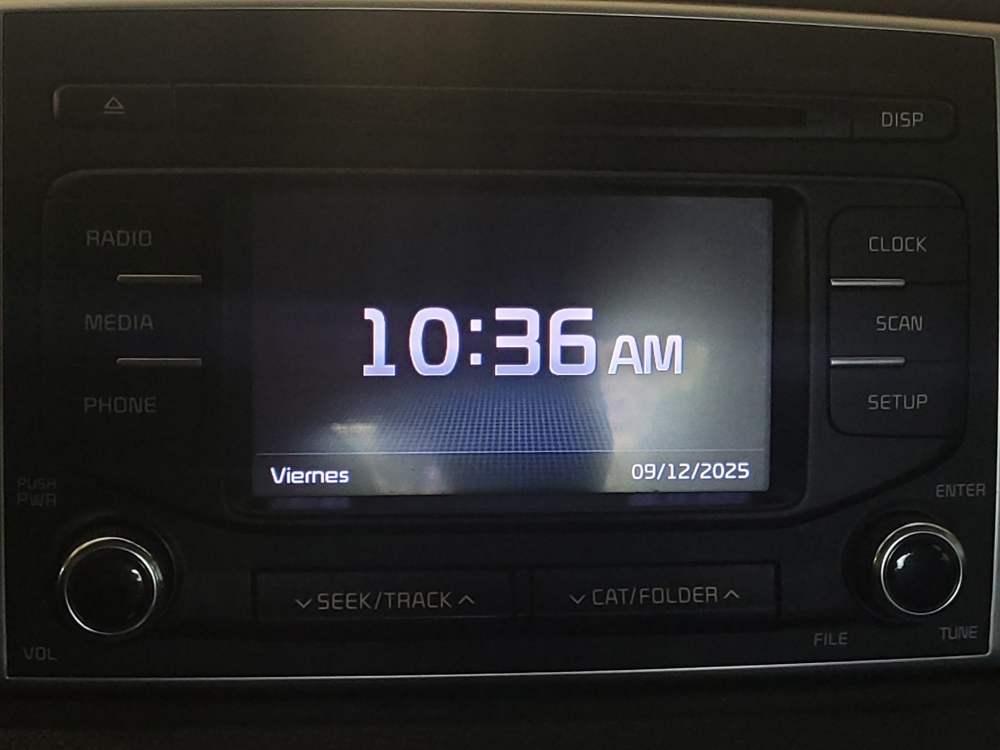 DISP
RADIO
CLOCK
MEDIA
SCAN
PHONE
SETUP
10:36 AM
Viernes
09/12/2025
PUSH
PWR
ENTER
SEEK/TRACK
CAT/FOLDER
VOL
FILE
TUNE